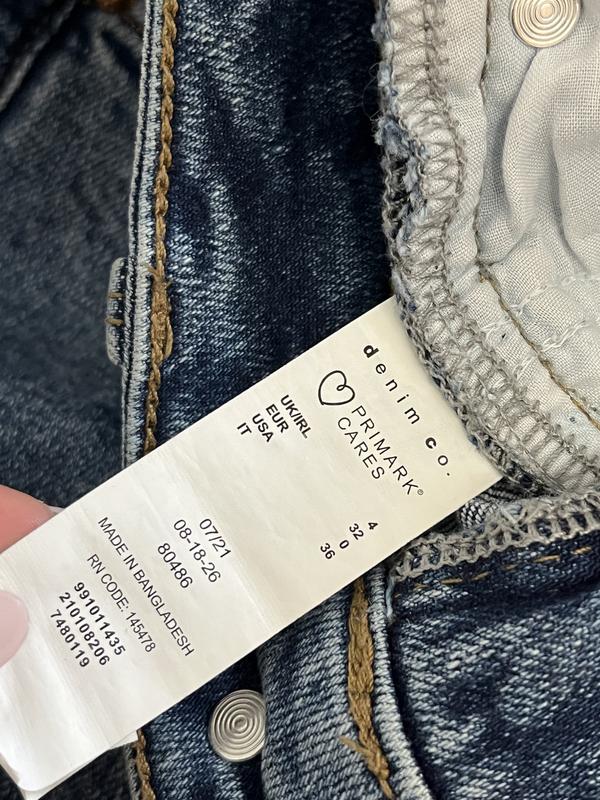 denim co.
PRIMARK®
CARES
UK/IRL 4
EUR 32
USA 0
IT 36
07/21
08-18-26
80486
MADE IN BANGLADESH
RN CODE: 145478
991011435
210108206
7480119